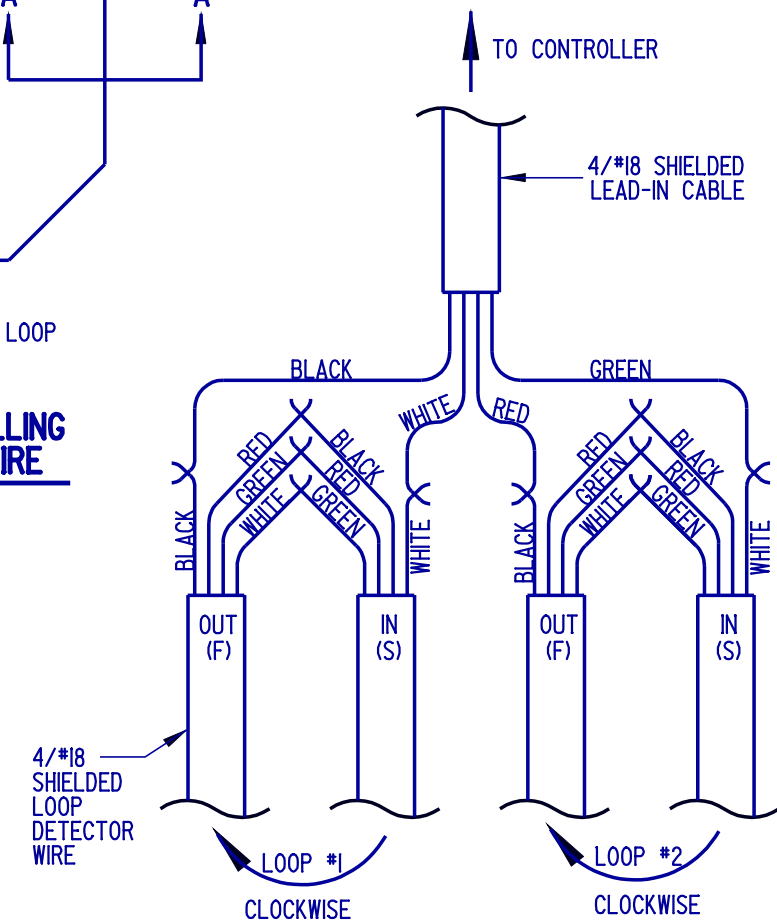 A A
TO CONTROLLER
4/#18 SHIELDED
LEAD-IN CABLE
LOOP
LLING
IRE
BLACK
GREEN
WHITE
RED
RED
GREEN
WHITE
BLACK
RED
GREEN
BLACK
WHITE
RED
GREEN
WHITE
BLACK
RED
GREEN
BLACK
WHITE
OUT
(F)
IN
(S)
OUT
(F)
IN
(S)
4/#18
SHIELDED
LOOP
DETECTOR
WIRE
LOOP #1
CLOCKWISE
LOOP #2
CLOCKWISE